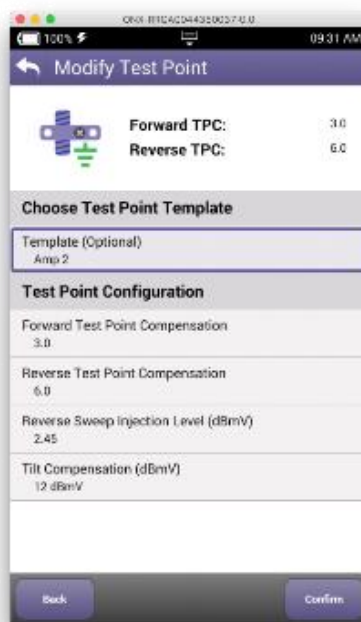 100%
09:31 AM
Modify Test Point
Forward TPC: 3.0
Reverse TPC: 6.0
Choose Test Point Template
Template (Optional)
Amp 2
Test Point Configuration
Forward Test Point Compensation
3.0
Reverse Test Point Compensation
6.0
Reverse Sweep Injection Level (dBmV)
2.45
Tilt Compensation (dBmV)
12 dBmV
Back
Confirm